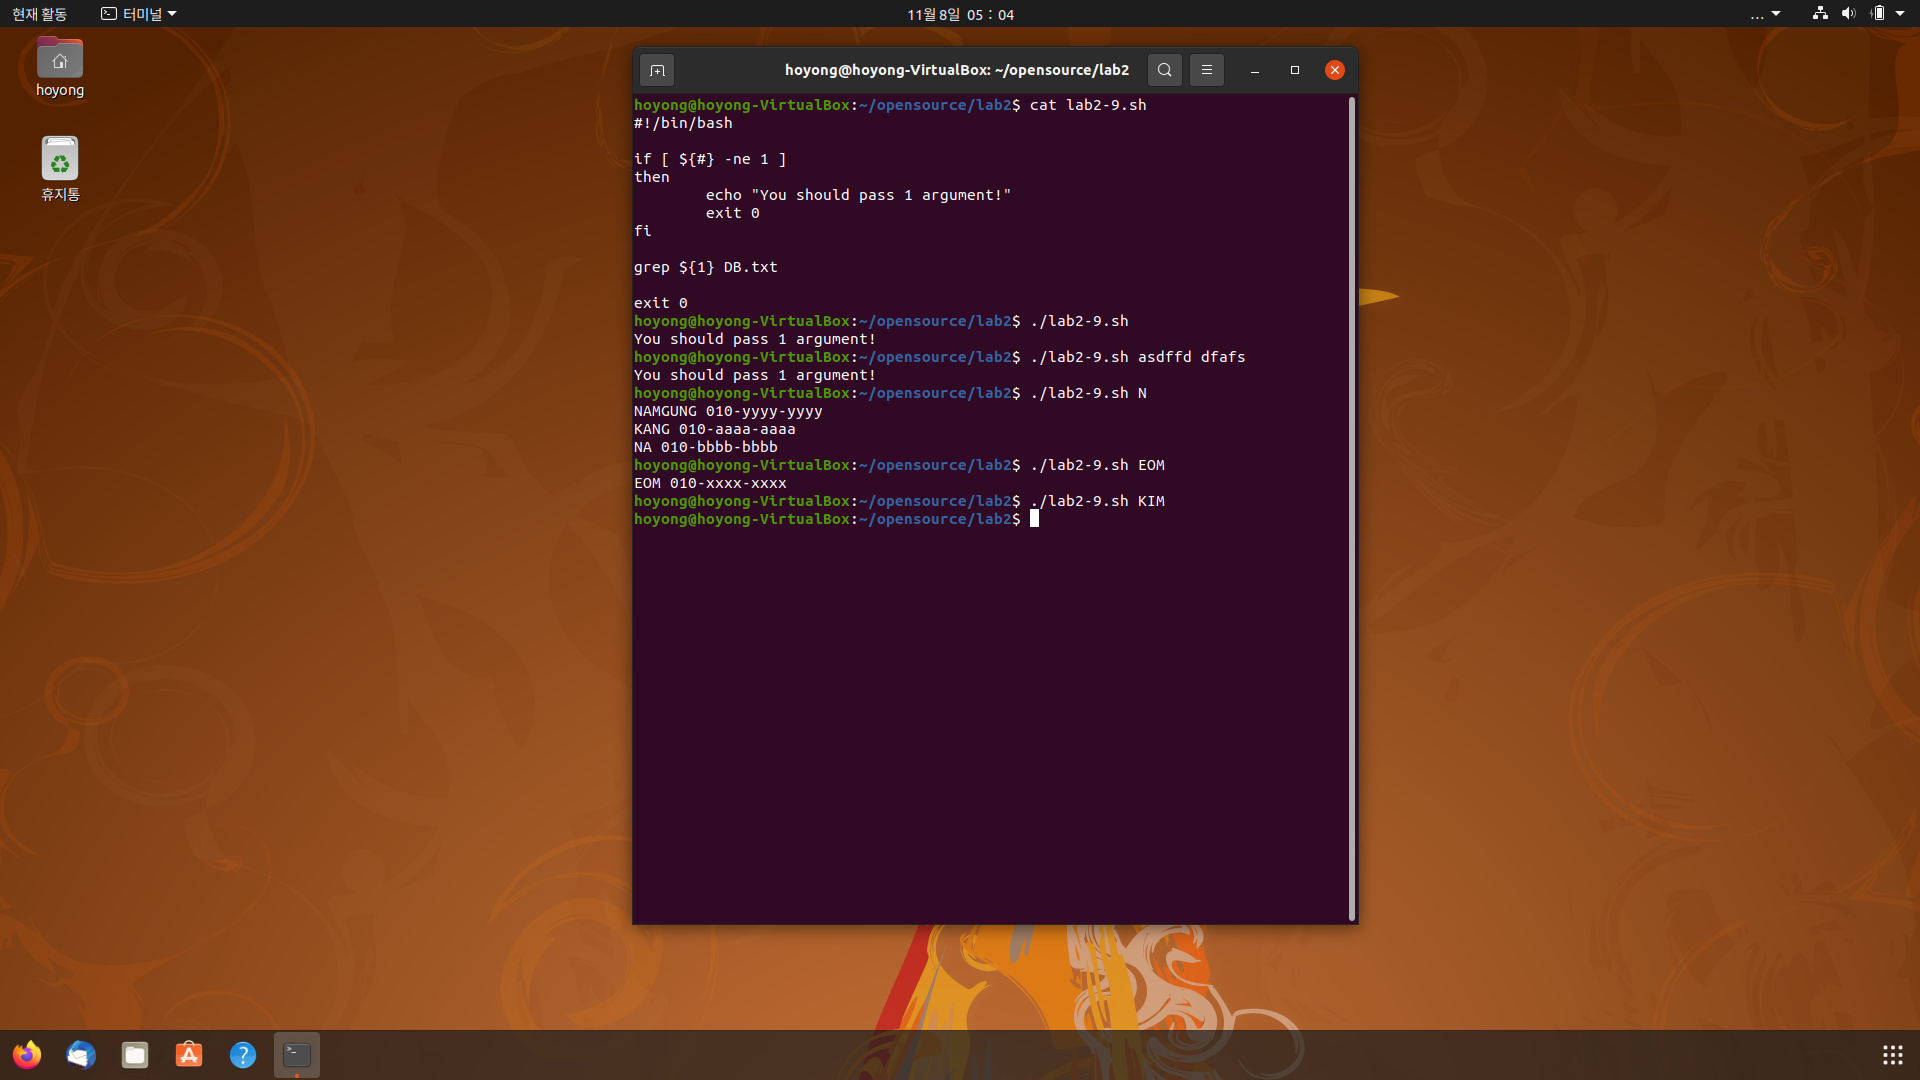 현재 활동
터미널
11월 8일 05 : 04
...
hoyong
휴지통
hoyong@hoyong-VirtualBox: ~/opensource/lab2
hoyong@hoyong-VirtualBox:~/opensource/lab2$ cat lab2-9.sh
#!/bin/bash
if [ ${#} -ne 1 ]
then
        echo "You should pass 1 argument!"
        exit 0
fi
grep ${1} DB.txt
exit 0
hoyong@hoyong-VirtualBox:~/opensource/lab2$ ./lab2-9.sh
You should pass 1 argument!
hoyong@hoyong-VirtualBox:~/opensource/lab2$ ./lab2-9.sh asdffd dfafs
You should pass 1 argument!
hoyong@hoyong-VirtualBox:~/opensource/lab2$ ./lab2-9.sh N
NAMGUNG 010-yyyy-yyyy
KANG 010-aaaa-aaaa
NA 010-bbbb-bbbb
hoyong@hoyong-VirtualBox:~/opensource/lab2$ ./lab2-9.sh EOM
EOM 010-xxxx-xxxx
hoyong@hoyong-VirtualBox:~/opensource/lab2$ ./lab2-9.sh KIM
hoyong@hoyong-VirtualBox:~/opensource/lab2$